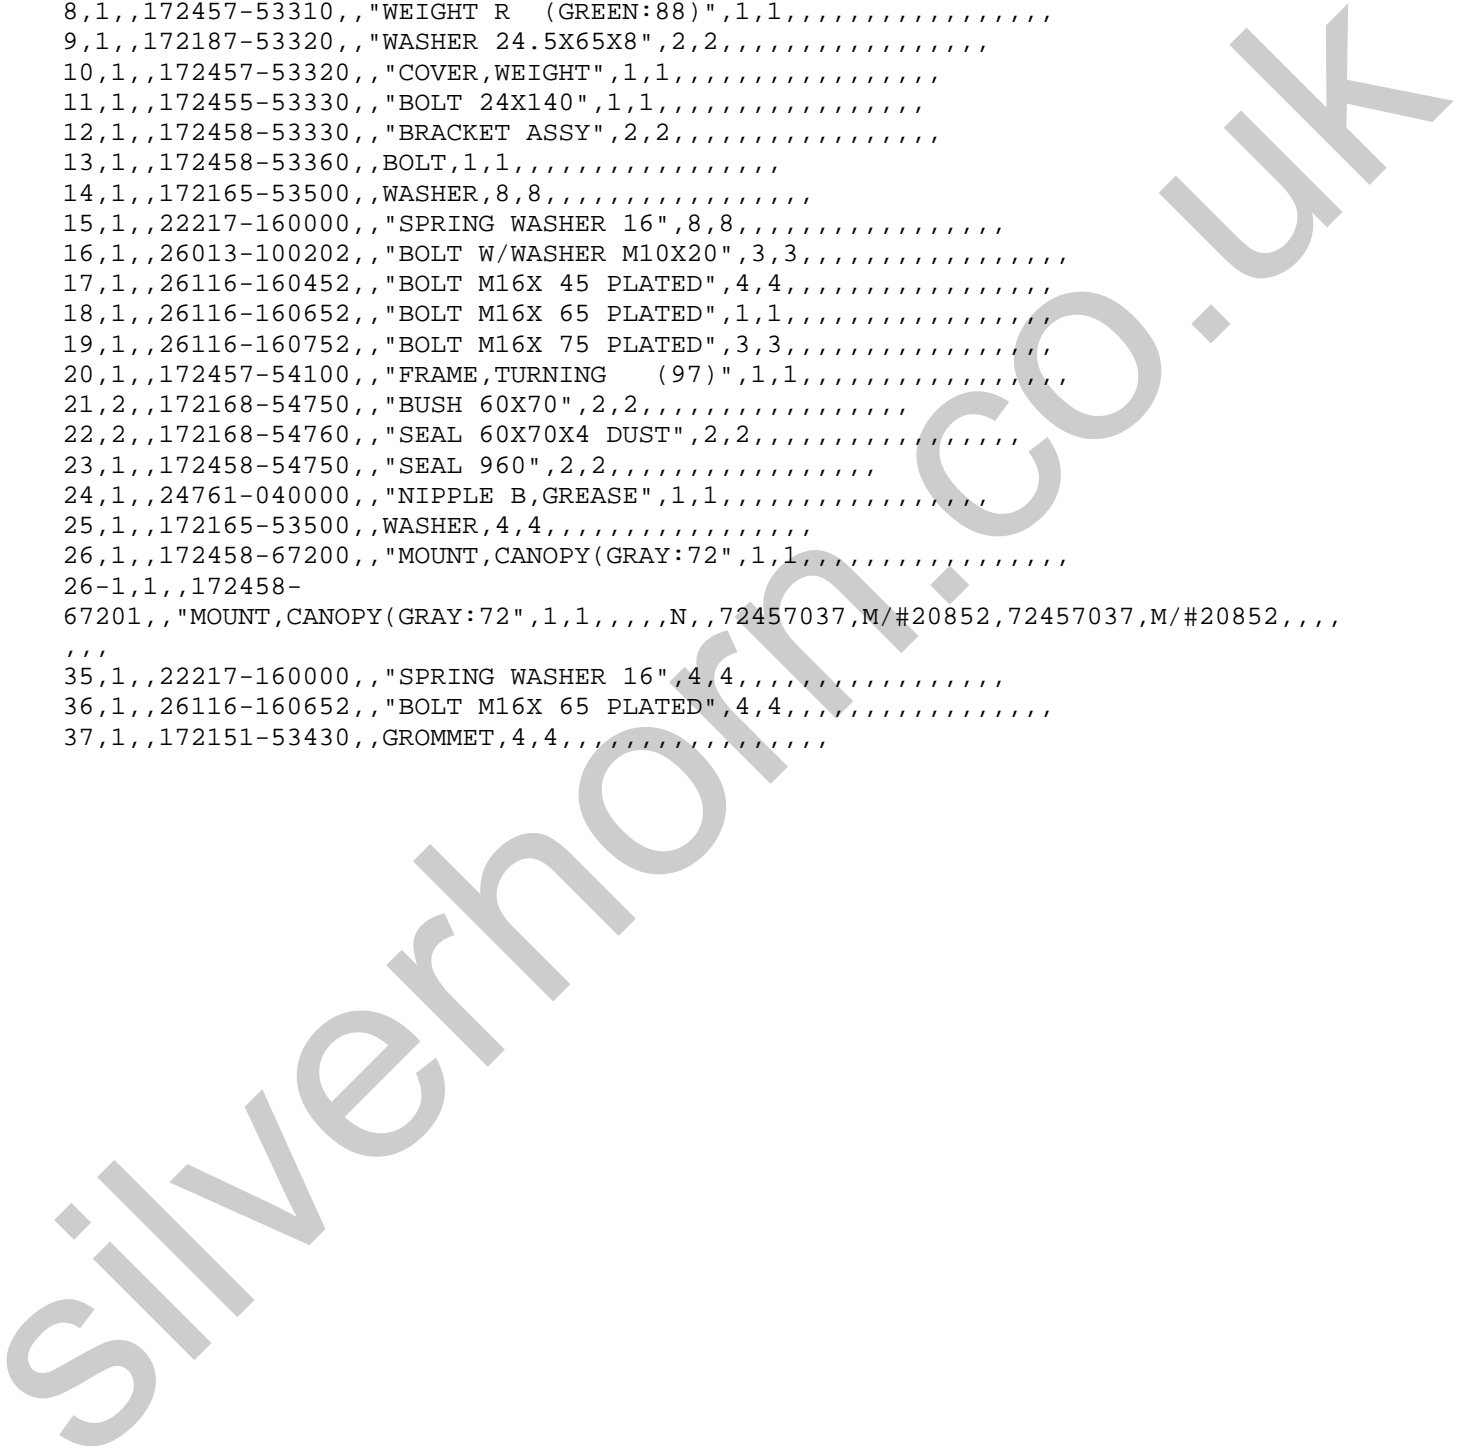 8,1,,172457-53310,,"WEIGHT R  (GREEN:88)",1,1,,,,,,,,,,,,,,,,,
9,1,,172187-53320,,"WASHER 24.5X65X8",2,2,,,,,,,,,,,,,,,,,
10,1,,172457-53320,,"COVER,WEIGHT",1,1,,,,,,,,,,,,,,,,,
11,1,,172455-53330,,"BOLT 24X140",1,1,,,,,,,,,,,,,,,,,
12,1,,172458-53330,,"BRACKET ASSY",2,2,,,,,,,,,,,,,,,,,
13,1,,172458-53360,,BOLT,1,1,,,,,,,,,,,,,,,,,
14,1,,172165-53500,,WASHER,8,8,,,,,,,,,,,,,,,,,
15,1,,22217-160000,,"SPRING WASHER 16",8,8,,,,,,,,,,,,,,,,,
16,1,,26013-100202,,"BOLT W/WASHER M10X20",3,3,,,,,,,,,,,,,,,,,
17,1,,26116-160452,,"BOLT M16X 45 PLATED",4,4,,,,,,,,,,,,,,,,,
18,1,,26116-160652,,"BOLT M16X 65 PLATED",1,1,,,,,,,,,,,,,,,,,
19,1,,26116-160752,,"BOLT M16X 75 PLATED",3,3,,,,,,,,,,,,,,,,,
20,1,,172457-54100,,"FRAME,TURNING   (97)",1,1,,,,,,,,,,,,,,,,,
21,2,,172168-54750,,"BUSH 60X70",2,2,,,,,,,,,,,,,,,,,
22,2,,172168-54760,,"SEAL 60X70X4 DUST",2,2,,,,,,,,,,,,,,,,,
23,1,,172458-54750,,"SEAL 960",2,2,,,,,,,,,,,,,,,,,
24,1,,24761-040000,,"NIPPLE B,GREASE",1,1,,,,,,,,,,,,,,,,,
25,1,,172165-53500,,WASHER,4,4,,,,,,,,,,,,,,,,,
26,1,,172458-67200,,"MOUNT,CANOPY(GRAY:72",1,1,,,,,,,,,,,,,,,,,
26-1,1,,172458-
67201,,"MOUNT,CANOPY(GRAY:72",1,1,,,,,N,,72457037,M/#20852,72457037,M/#20852,,,,
,,,
35,1,,22217-160000,,"SPRING WASHER 16",4,4,,,,,,,,,,,,,,,,,
36,1,,26116-160652,,"BOLT M16X 65 PLATED",4,4,,,,,,,,,,,,,,,,,
37,1,,172151-53430,,GROMMET,4,4,,,,,,,,,,,,,,,,,
silverhorn.co.uk